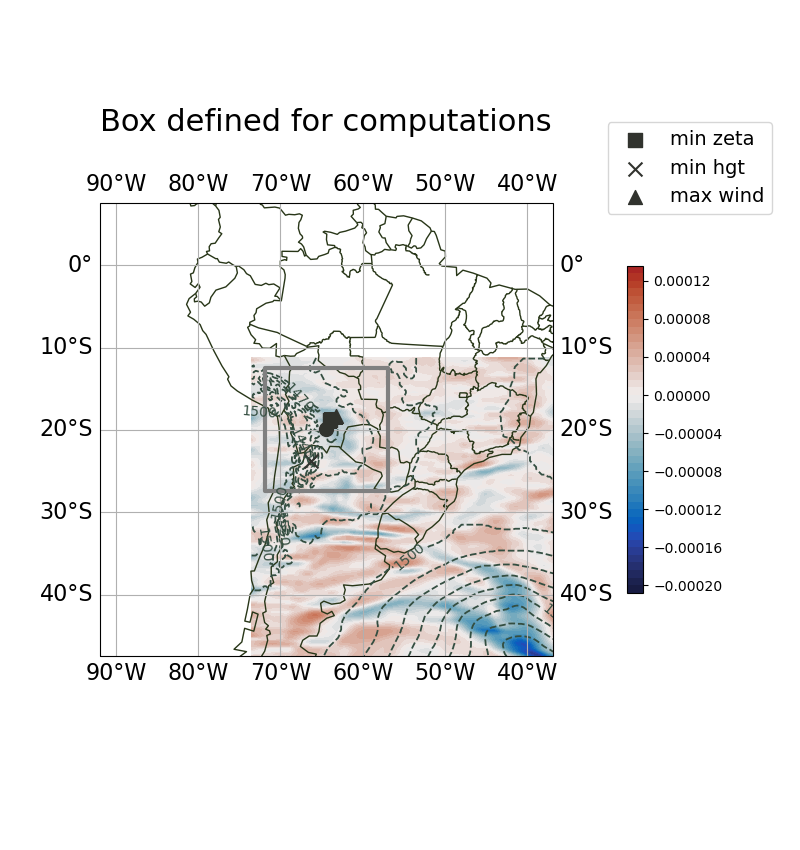 Box defined for computations
min zeta
min hgt
max wind
90°W 80°W 70°W 60°W 50°W 40°W
0° 0°
10°S 10°S
20°S 20°S
30°S 30°S
40°S 40°S
90°W 80°W 70°W 60°W 50°W 40°W
1500
1500
0.00012
0.00008
0.00004
0.00000
−0.00004
−0.00008
−0.00012
−0.00016
−0.00020